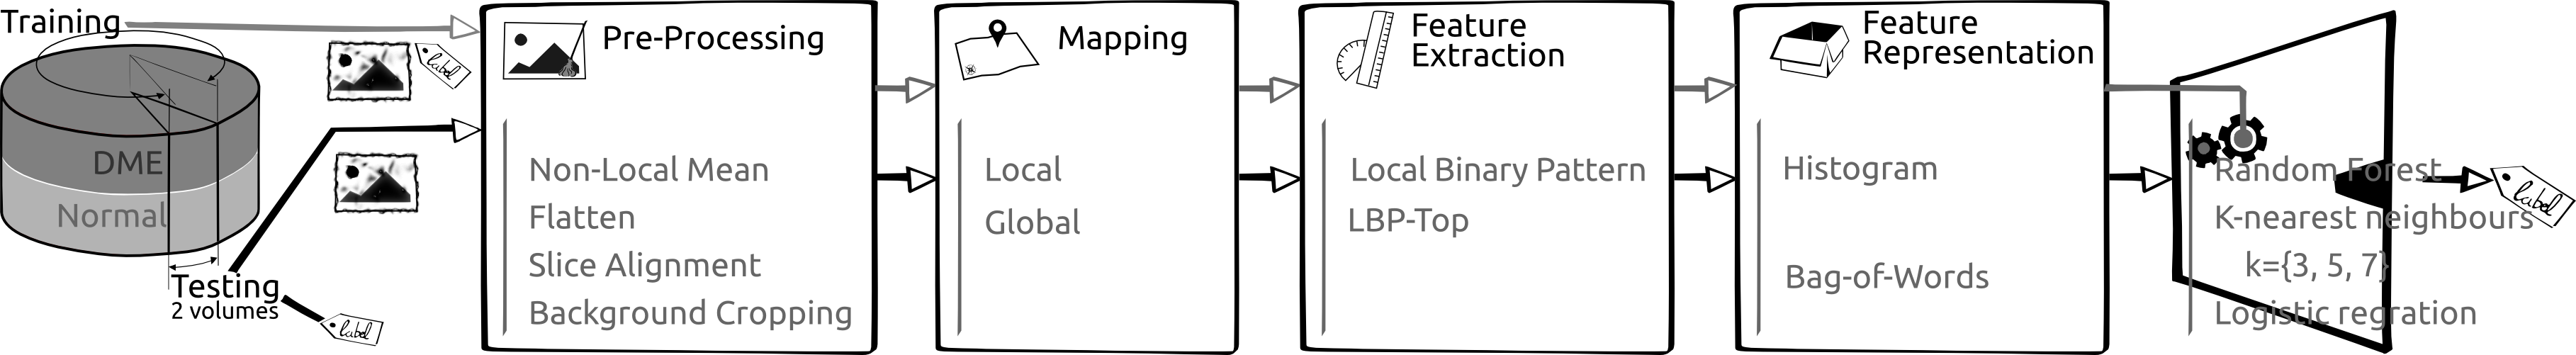 Training
label
DME
Normal
Testing
2 volumes
label
Pre-Processing
Non-Local Mean
Flatten
Slice Alignment
Background Cropping
Mapping
Local
Global
Feature
Extraction
Local Binary Pattern
LBP-Top
Feature
Representation
Histogram
Bag-of-Words
Random Forest
K-nearest neighbours
k={3, 5, 7}
Logistic regration
label